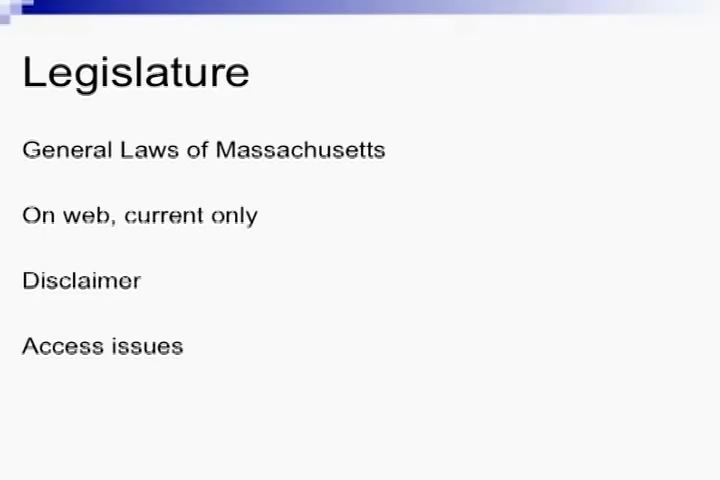 Legislature
General Laws of Massachusetts
On web, current only
Disclaimer
Access issues